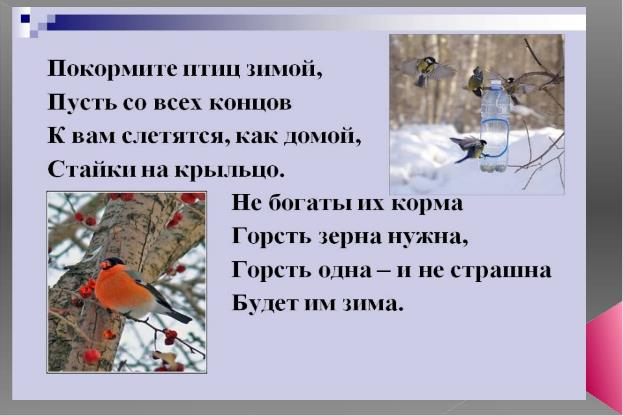 Покормите птиц зимой,
Пусть со всех концов
К вам слетятся, как домой,
Стайки на крыльцо.
Не богаты их корма
Горсть зерна нужна,
Горсть одна – и не страшна
Будет им зима.